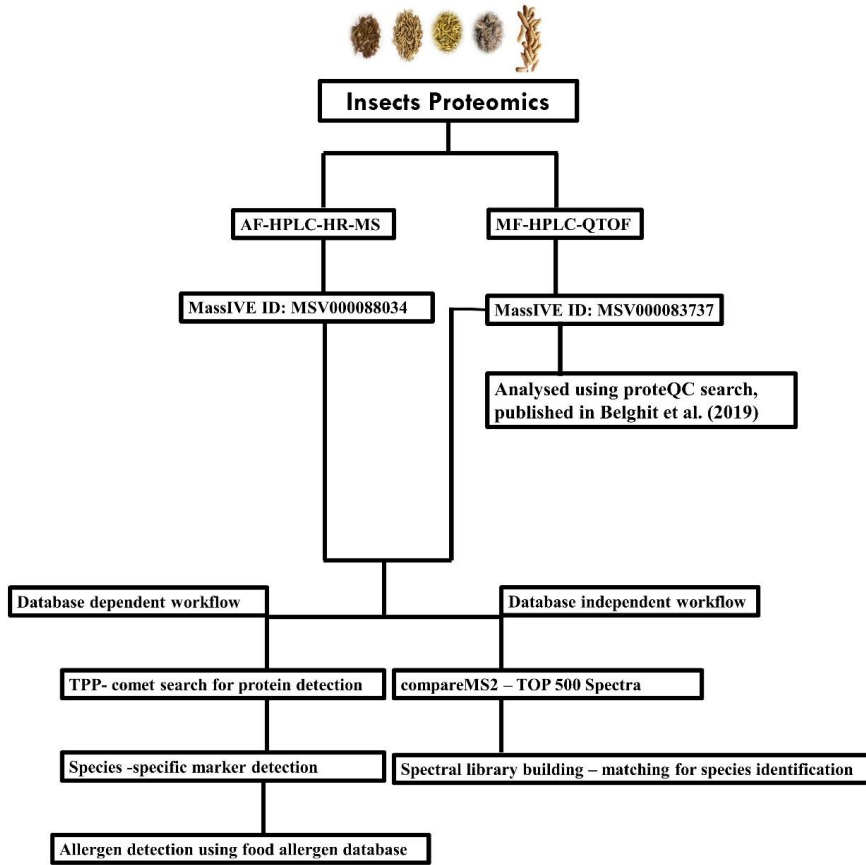 Insects Proteomics
AF-HPLC-HR-MS
MF-HPLC-QTOF
MassIVE ID: MSV000088034
MassIVE ID: MSV000083737
Analysed using proteQC search,
published in Belghit et al. (2019)
Database dependent workflow
Database independent workflow
TPP- comet search for protein detection
compareMS2 – TOP 500 Spectra
Species -specific marker detection
Spectral library building – matching for species identification
Allergen detection using food allergen database